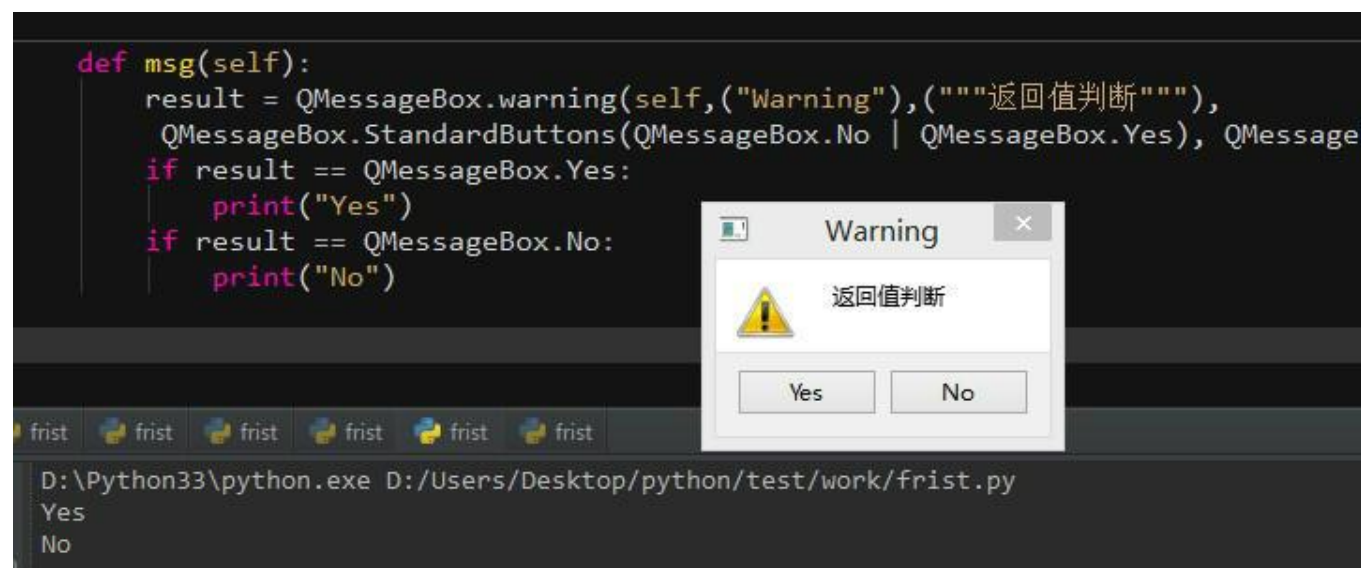 def msg(self):
result = QMessageBox.warning(self,("Warning"),("""返回值判断"""),
QMessageBox.StandardButtons(QMessageBox.No | QMessageBox.Yes), QMessage
if result == QMessageBox.Yes:
print("Yes")
if result == QMessageBox.No:
print("No")
Warning
返回值判断
Yes No
frist frist frist frist frist frist
D:\Python33\python.exe D:/Users/Desktop/python/test/work/frist.py
Yes
No